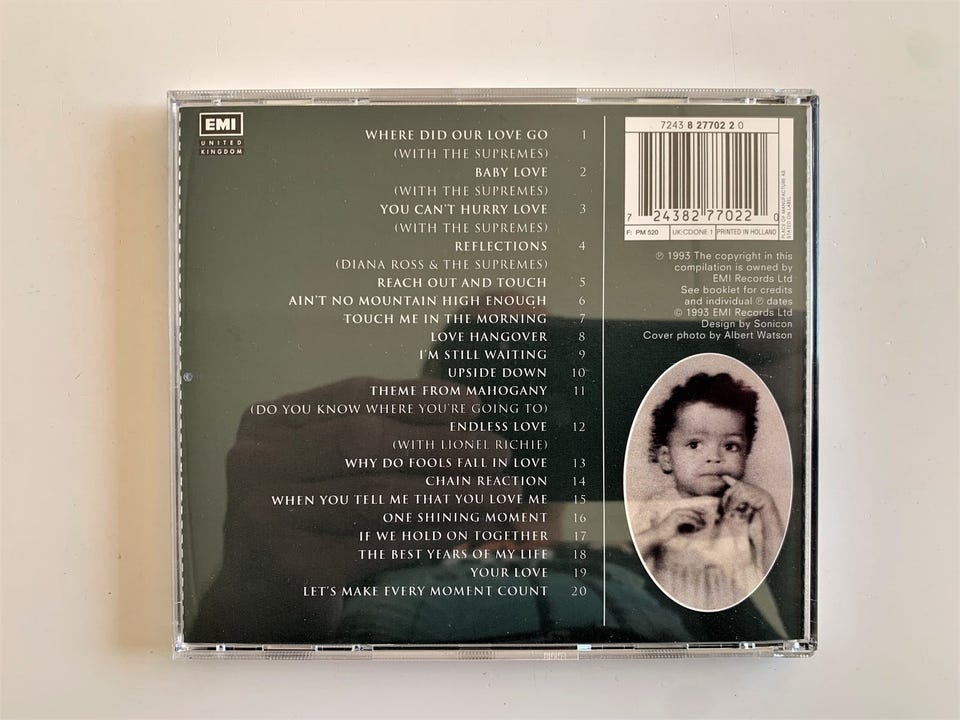 EMI
UNITED
KINGDOM
WHERE DID OUR LOVE GO 1
(WITH THE SUPREMES)
BABY LOVE 2
(WITH THE SUPREMES)
YOU CAN'T HURRY LOVE 3
(WITH THE SUPREMES)
REFLECTIONS 4
(DIANA ROSS & THE SUPREMES)
REACH OUT AND TOUCH 5
AIN'T NO MOUNTAIN HIGH ENOUGH 6
TOUCH ME IN THE MORNING 7
LOVE HANGOVER 8
I'M STILL WAITING 9
UPSIDE DOWN 10
THEME FROM MAHOGANY 11
(DO YOU KNOW WHERE YOU'RE GOING TO)
ENDLESS LOVE 12
(WITH LIONEL RICHIE)
WHY DO FOOLS FALL IN LOVE 13
CHAIN REACTION 14
WHEN YOU TELL ME THAT YOU LOVE ME 15
ONE SHINING MOMENT 16
IF WE HOLD ON TOGETHER 17
THE BEST YEARS OF MY LIFE 18
YOUR LOVE 19
LET'S MAKE EVERY MOMENT COUNT 20
7243 8 27702 2 0
7 24382 77022 0
F: PM 520 UK:CDONE 1 PRINTED IN HOLLAND
PLACE OF MANUFACTURE AS
STATED ON LABEL
℗ 1993 The copyright in this
compilation is owned by
EMI Records Ltd
See booklet for credits
and individual ℗ dates
© 1993 EMI Records Ltd
Design by Sonicon
Cover photo by Albert Watson